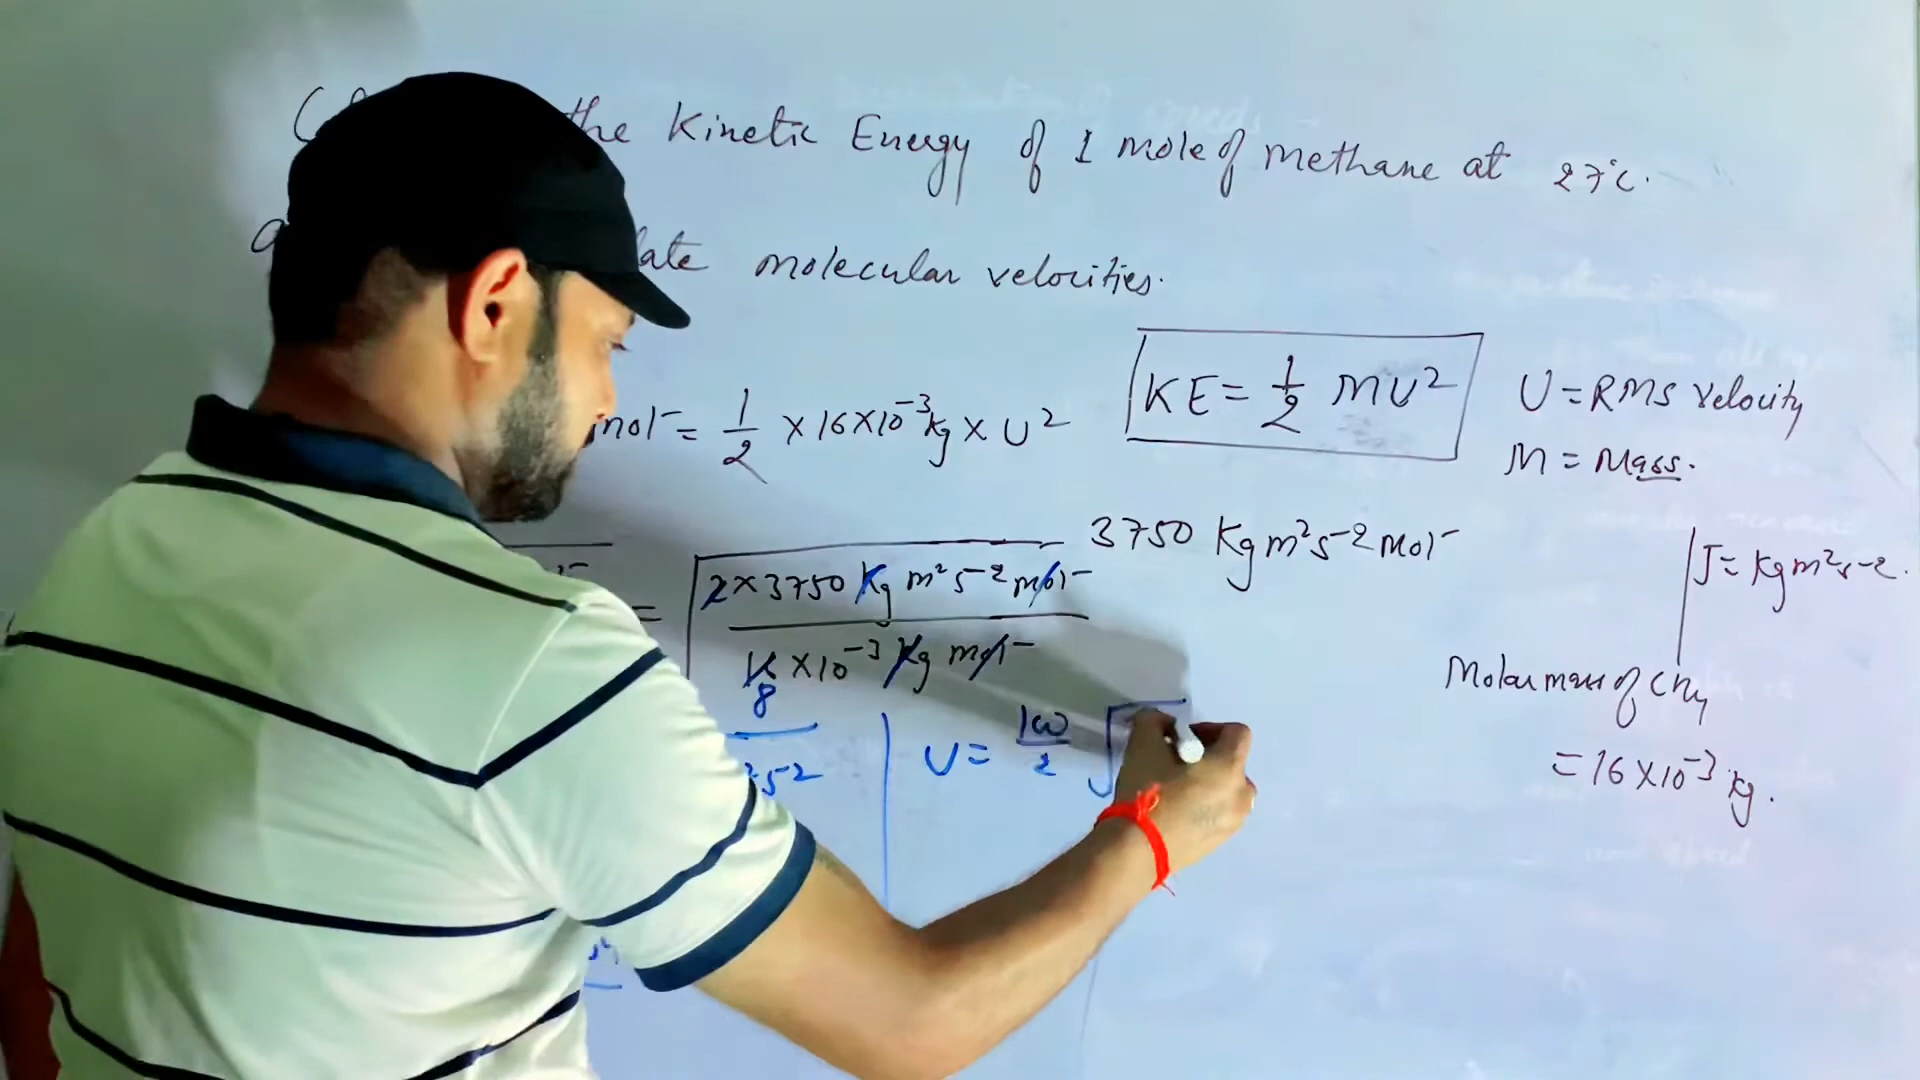 the Kinetic Energy of 1 mole of methane at 27°C.
molecular velocities.
KE = 1/2 MU²
U = RMS velocity
M = Mass.
mol⁻ = 1/2 × 16×10⁻³ kg × U²
3750 Kg m² s⁻² mol⁻
J = Kg m² s⁻².
= √ 2×3750 Kg m² s⁻² mol⁻
16 ×10⁻³ Kg mol⁻
8
Molar mass of CH₄
= 16×10⁻³ kg.
U = 100/2 √
s⁻²